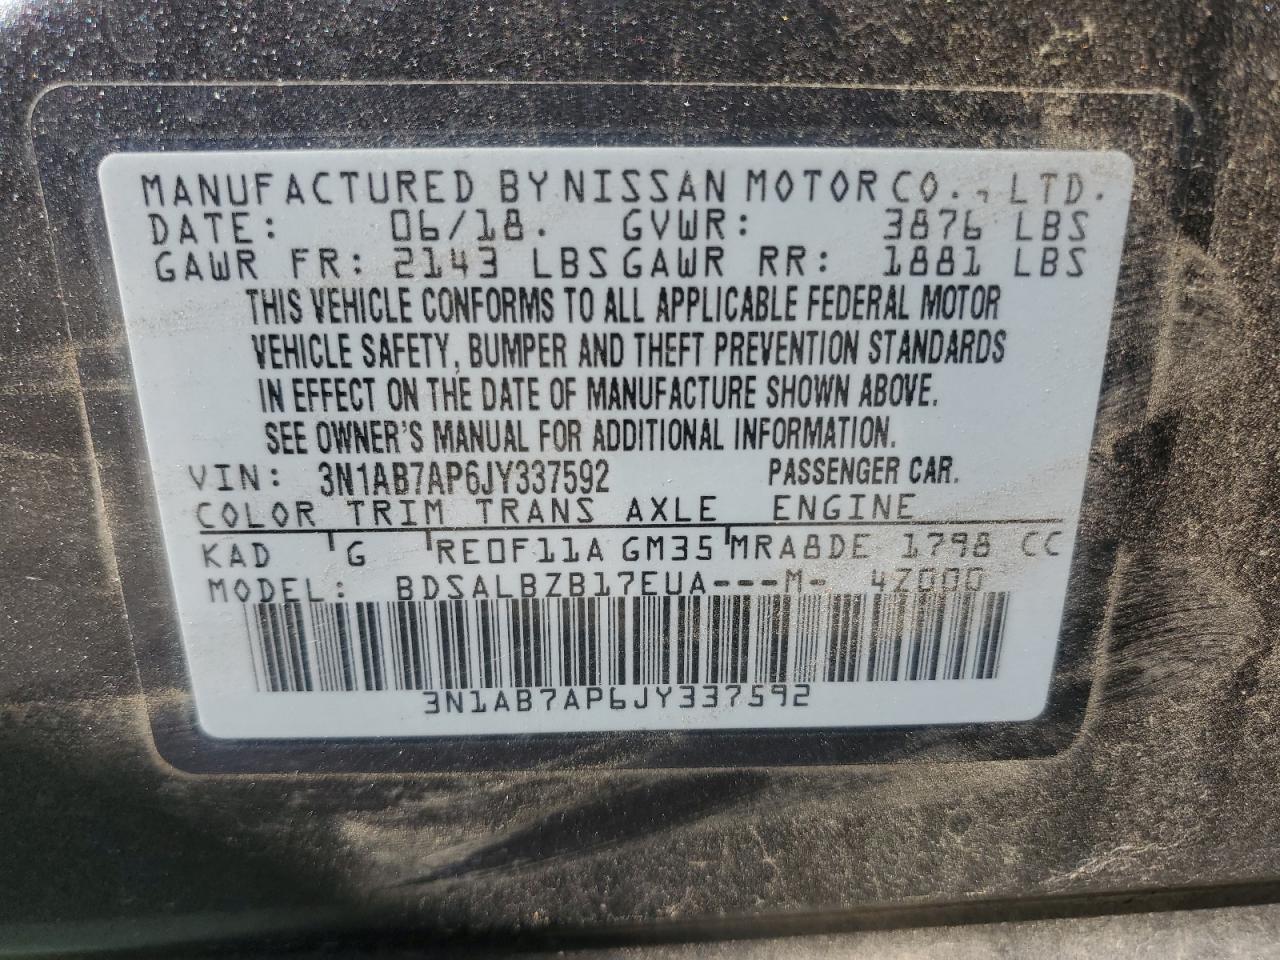 MANUFACTURED BY NISSAN MOTOR CO., LTD.
DATE: 06/18. GVWR: 3876 LBS
GAWR FR: 2143 LBS GAWR RR: 1881 LBS
THIS VEHICLE CONFORMS TO ALL APPLICABLE FEDERAL MOTOR
VEHICLE SAFETY, BUMPER AND THEFT PREVENTION STANDARDS
IN EFFECT ON THE DATE OF MANUFACTURE SHOWN ABOVE.
SEE OWNER'S MANUAL FOR ADDITIONAL INFORMATION.
VIN: 3N1AB7AP6JY337592 PASSENGER CAR.
COLOR TRIM TRANS AXLE ENGINE
KAD G RE0F11A GM35 MRA8DE 1798 CC
MODEL: BDSALBZB17EUA---M- 4Z000
3N1AB7AP6JY337592